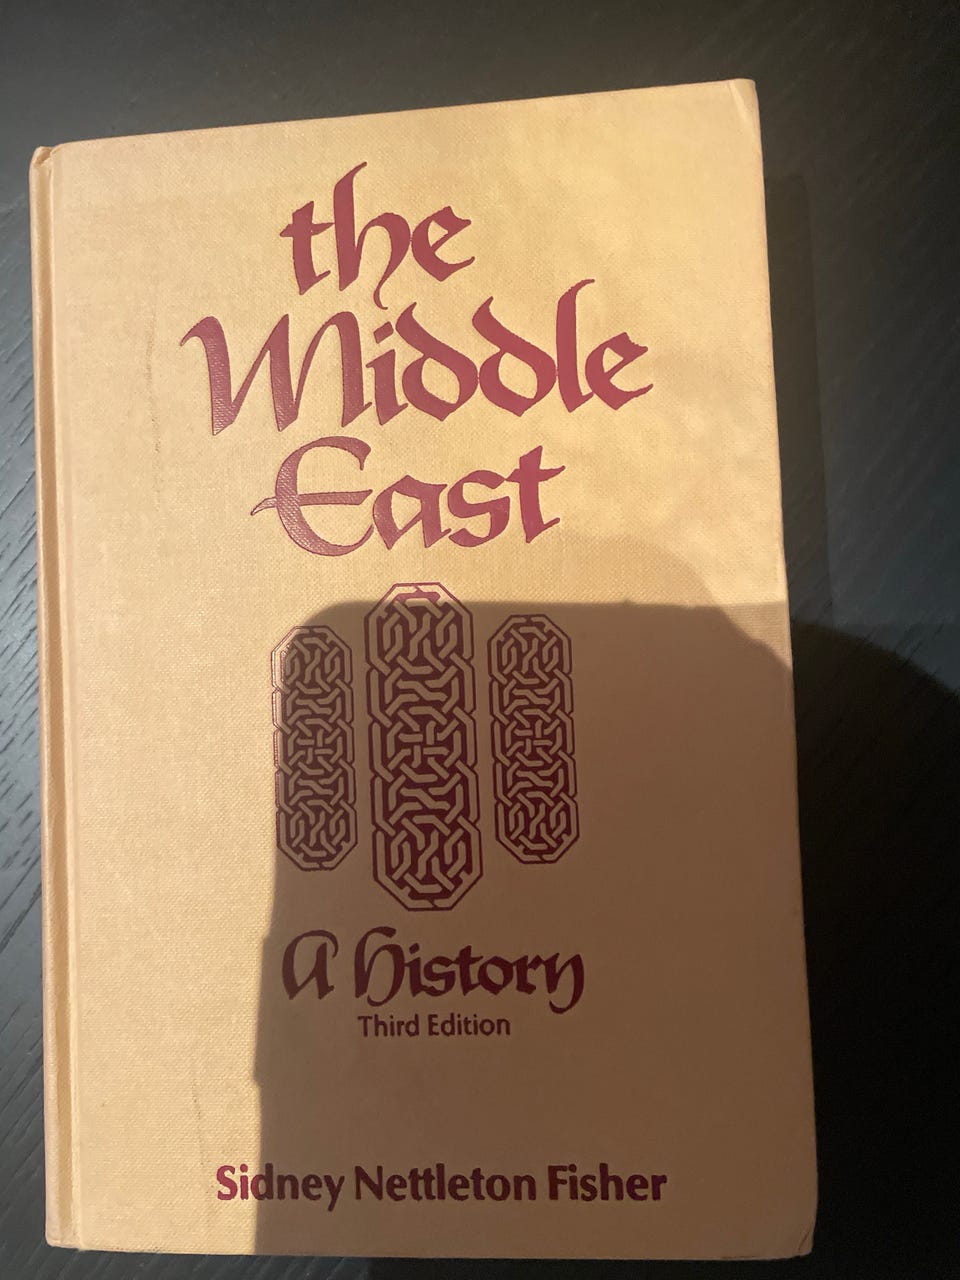 the
Middle
East
A History
Third Edition
Sidney Nettleton Fisher